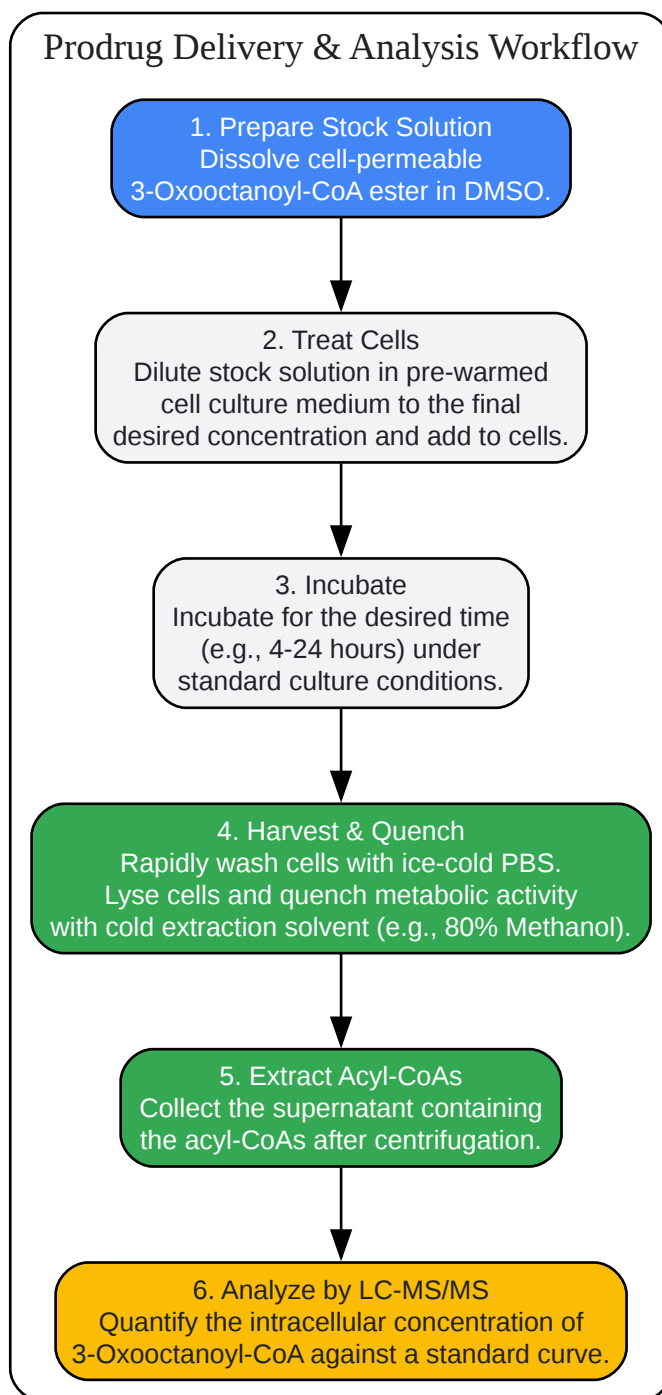 Prodrug Delivery & Analysis Workflow
1. Prepare Stock Solution
Dissolve cell-permeable
3-Oxooctanoyl-CoA ester in DMSO.
2. Treat Cells
Dilute stock solution in pre-warmed
cell culture medium to the final
desired concentration and add to cells.
3. Incubate
Incubate for the desired time
(e.g., 4-24 hours) under
standard culture conditions.
4. Harvest & Quench
Rapidly wash cells with ice-cold PBS.
Lyse cells and quench metabolic activity
with cold extraction solvent (e.g., 80% Methanol).
5. Extract Acyl-CoAs
Collect the supernatant containing
the acyl-CoAs after centrifugation.
6. Analyze by LC-MS/MS
Quantify the intracellular concentration of
3-Oxooctanoyl-CoA against a standard curve.